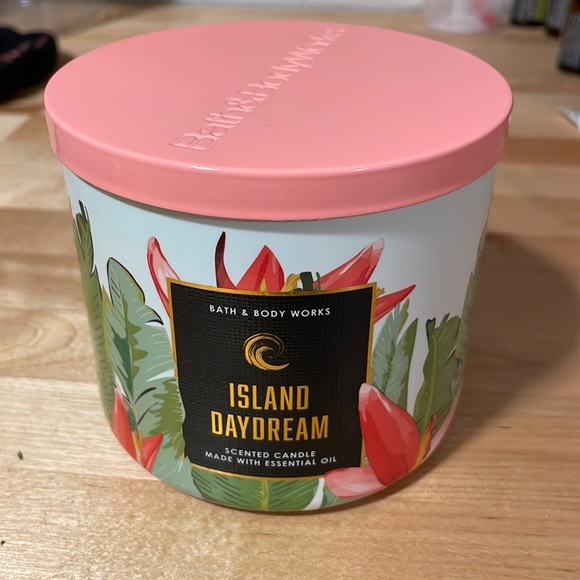 Bath&BodyWorks
BATH & BODY WORKS
ISLAND
DAYDREAM
SCENTED CANDLE
MADE WITH ESSENTIAL OIL